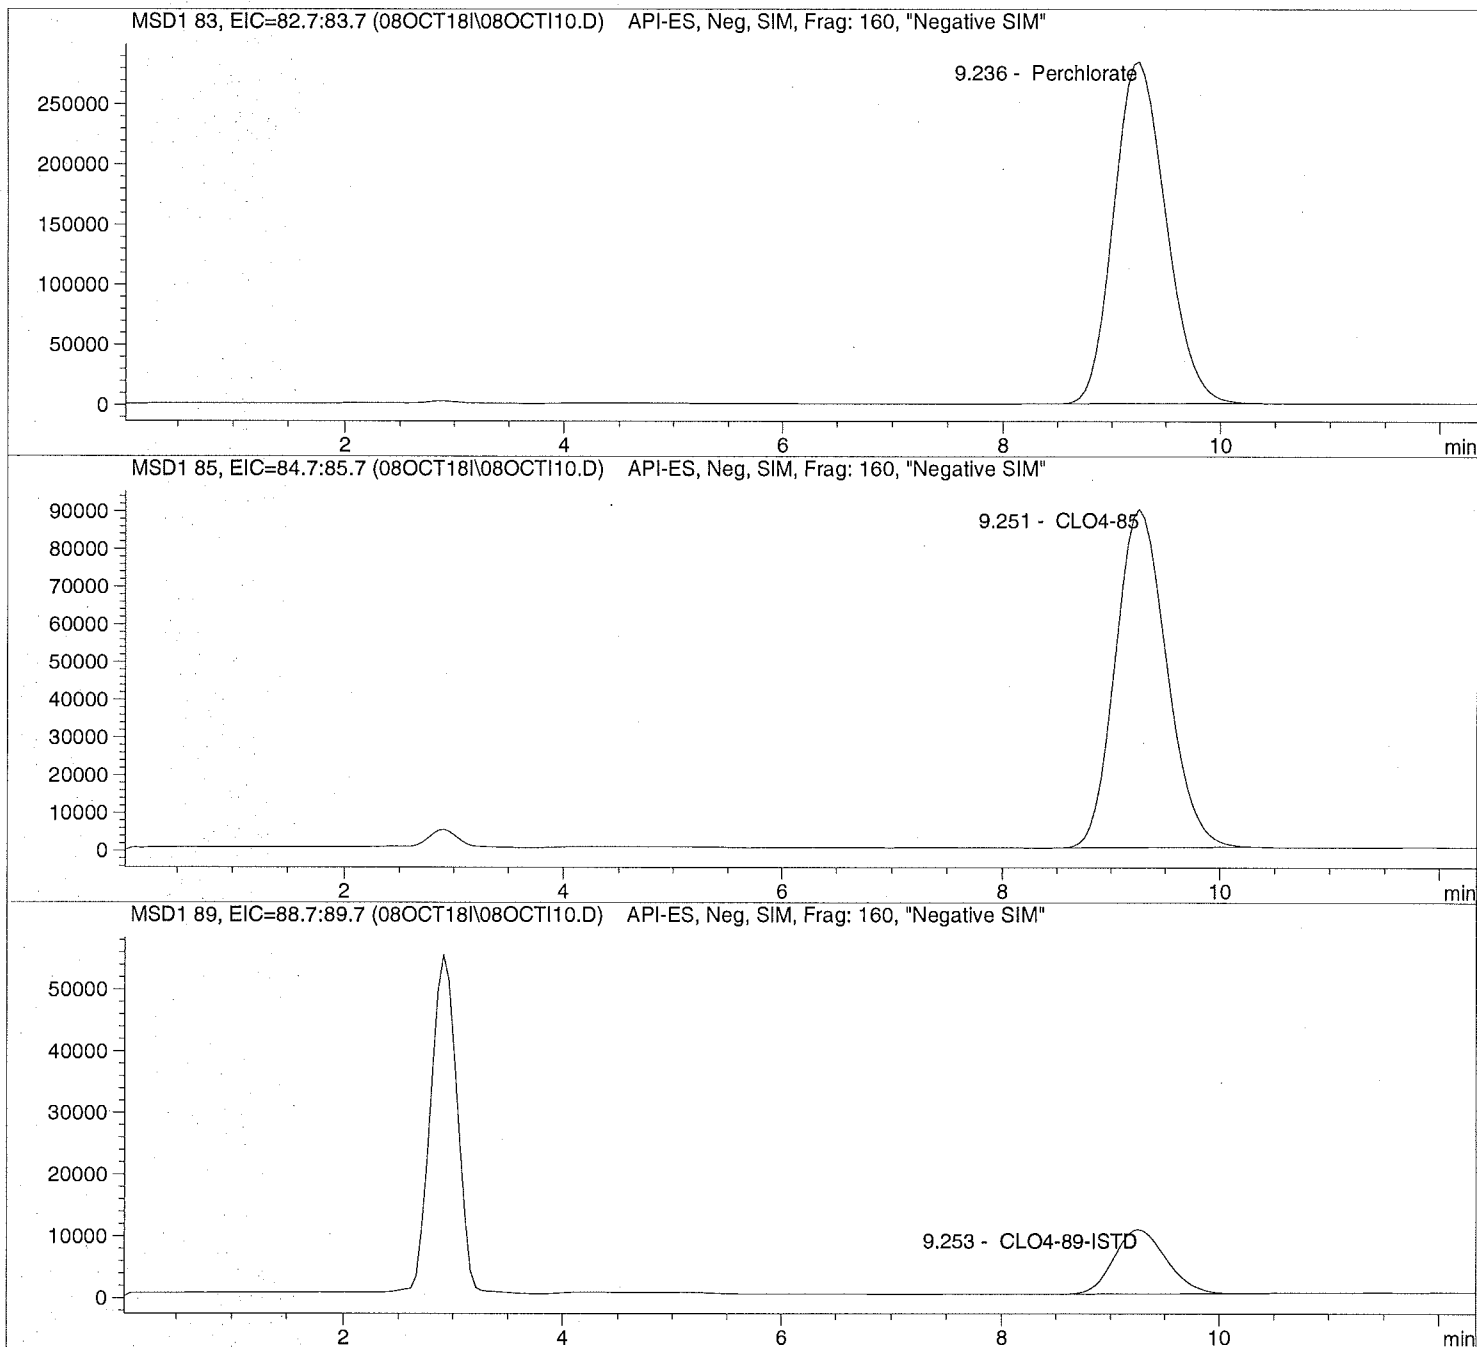 MSD1 83, EIC=82.7:83.7 (08OCT18I\08OCTI10.D) API-ES, Neg, SIM, Frag: 160, "Negative SIM"
9.236 - Perchlorate
250000
200000
150000
100000
50000
0
2 4 6 8 10 min
MSD1 85, EIC=84.7:85.7 (08OCT18I\08OCTI10.D) API-ES, Neg, SIM, Frag: 160, "Negative SIM"
9.251 - CLO4-85
90000
80000
70000
60000
50000
40000
30000
20000
10000
0
2 4 6 8 10 min
MSD1 89, EIC=88.7:89.7 (08OCT18I\08OCTI10.D) API-ES, Neg, SIM, Frag: 160, "Negative SIM"
50000
40000
30000
20000
10000
9.253 - CLO4-89-ISTD
0
2 4 6 8 10 min